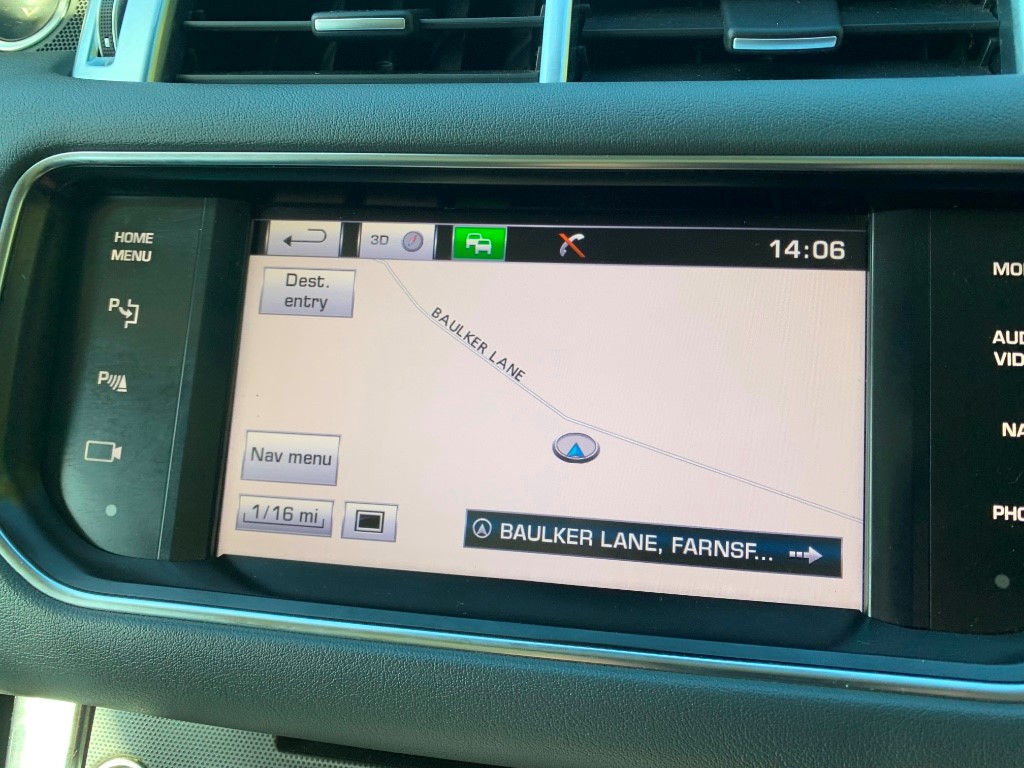 HOME
MENU
3D
14:06
Dest.
entry
BAULKER LANE
Nav menu
1/16 mi
BAULKER LANE, FARNSF...
P
P